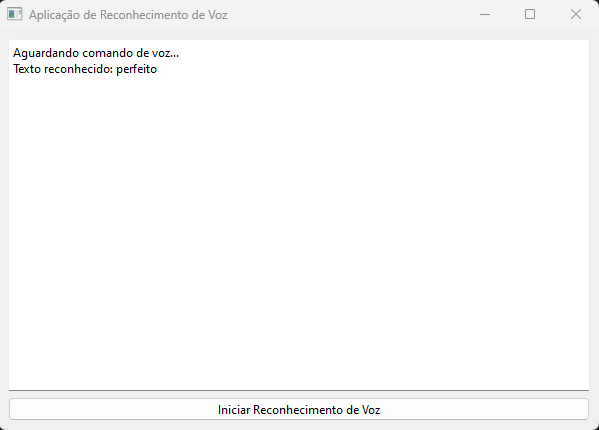 Aplicação de Reconhecimento de Voz
Aguardando comando de voz...
Texto reconhecido: perfeito
Iniciar Reconhecimento de Voz